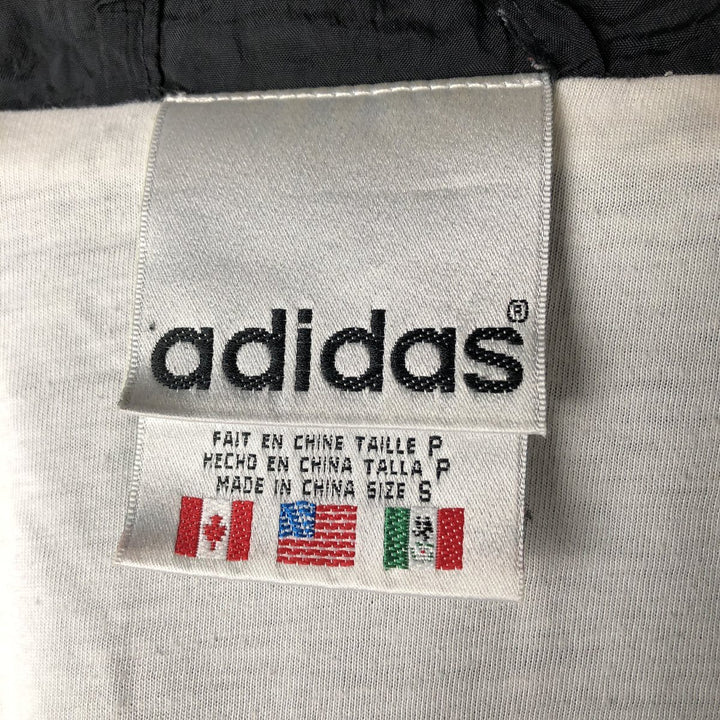 adidas®
FAIT EN CHINE TAILLE P
HECHO EN CHINA TALLA P
MADE IN CHINA SIZE S